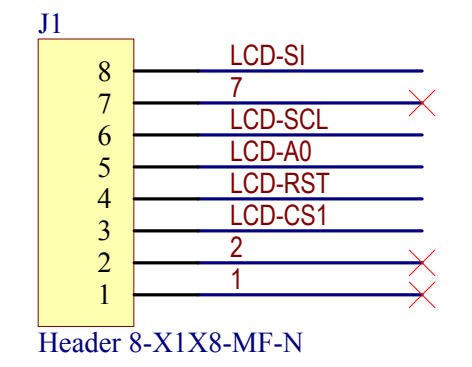 J1
8 LCD-SI
7 7
6 LCD-SCL
5 LCD-A0
4 LCD-RST
3 LCD-CS1
2 2
1 1
Header 8-X1X8-MF-N